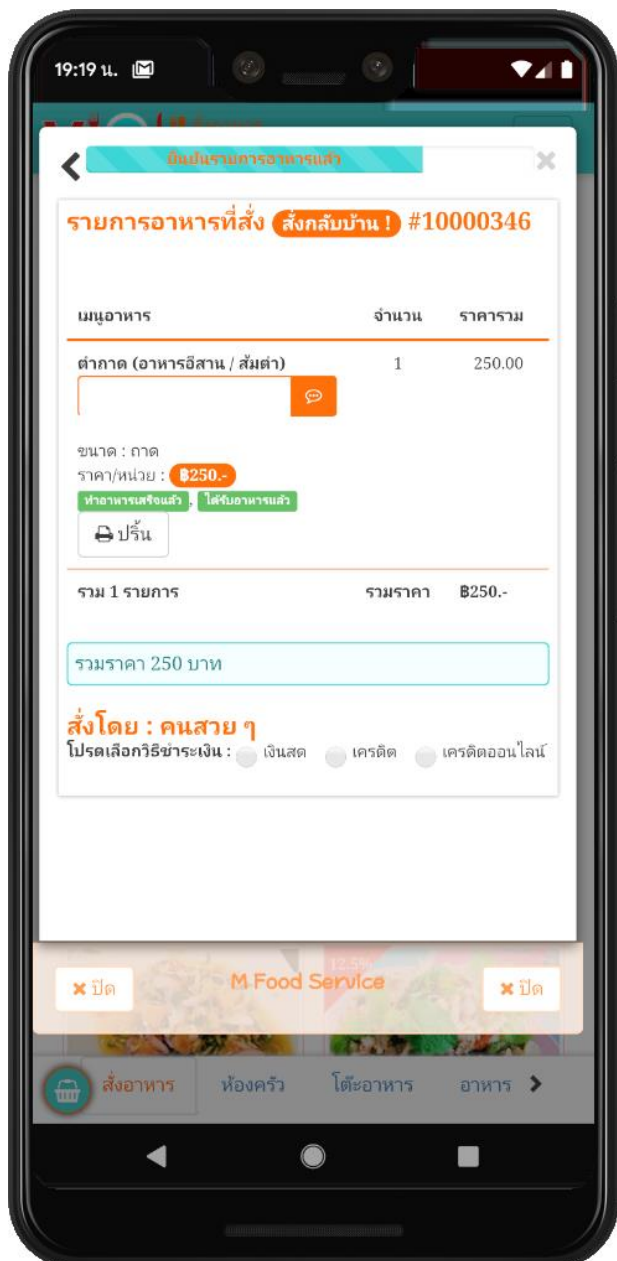 19:19 น.
ยืนยันรายการอาหารแล้ว
รายการอาหารที่สั่ง สั่งกลับบ้าน ! #10000346
เมนูอาหาร จำนวน ราคารวม
ตำถาด (อาหารอีสาน / ส้มตำ) 1 250.00
ขนาด : ถาด
ราคา/หน่วย : ฿250.-
ทำอาหารเสร็จแล้ว , ได้รับอาหารแล้ว
ปริ้น
รวม 1 รายการ รวมราคา ฿250.-
รวมราคา 250 บาท
สั่งโดย : คนสวย ๆ
โปรดเลือกวิธีชำระเงิน : เงินสด เครดิต เครดิตออนไลน์
12.5%
ปิด M Food Service ปิด
สั่งอาหาร ห้องครัว โต๊ะอาหาร อาหาร